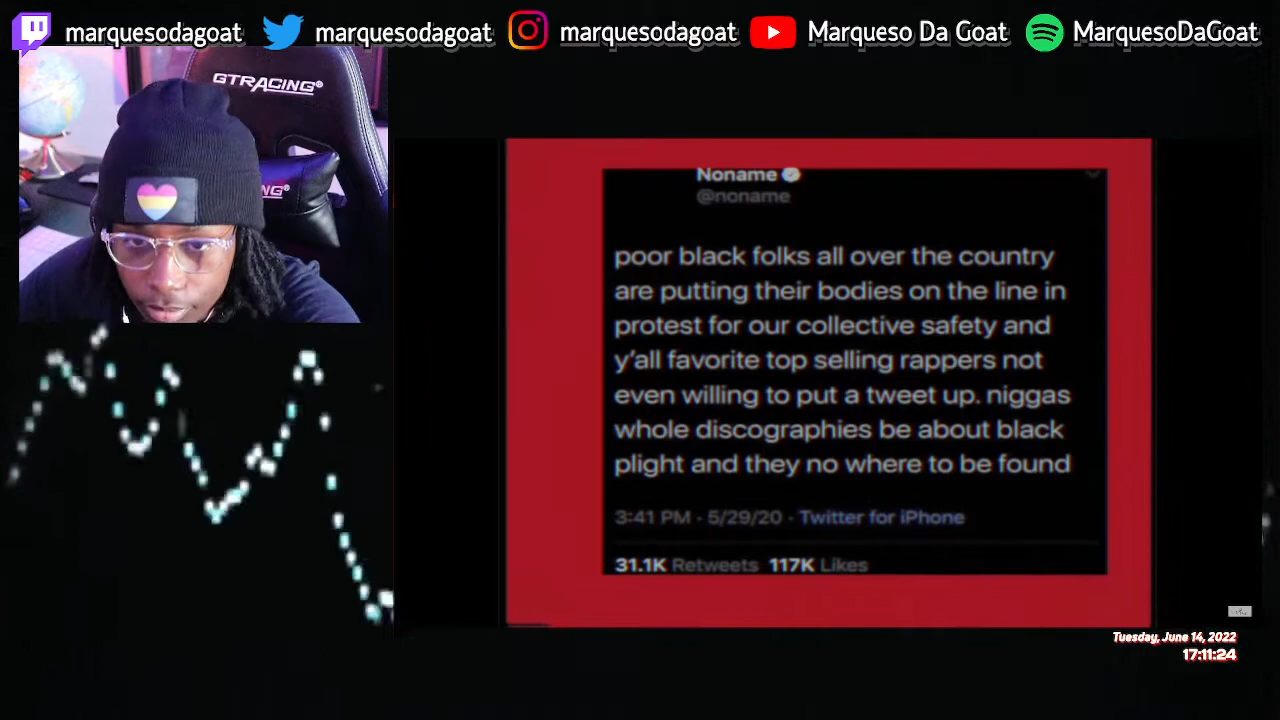 marquesodagoat marquesodagoat marquesodagoat Marqueso Da Goat MarquesoDaGoat
GTRACING®
NG®
Noname
@noname
poor black folks all over the country
are putting their bodies on the line in
protest for our collective safety and
y'all favorite top selling rappers not
even willing to put a tweet up. niggas
whole discographies be about black
plight and they no where to be found
3:41 PM · 5/29/20 · Twitter for iPhone
31.1K Retweets 117K Likes
Tuesday, June 14, 2022
17:11:24